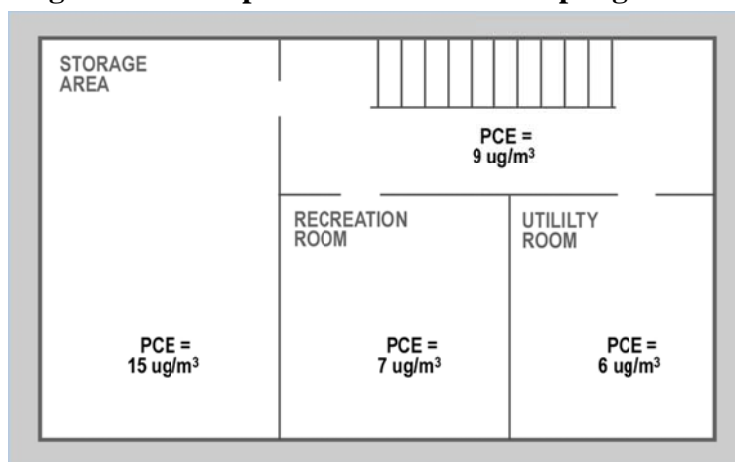 STORAGE
AREA
PCE =
9 ug/m³
RECREATION
ROOM
UTILILTY
ROOM
PCE =
15 ug/m³
PCE =
7 ug/m³
PCE =
6 ug/m³